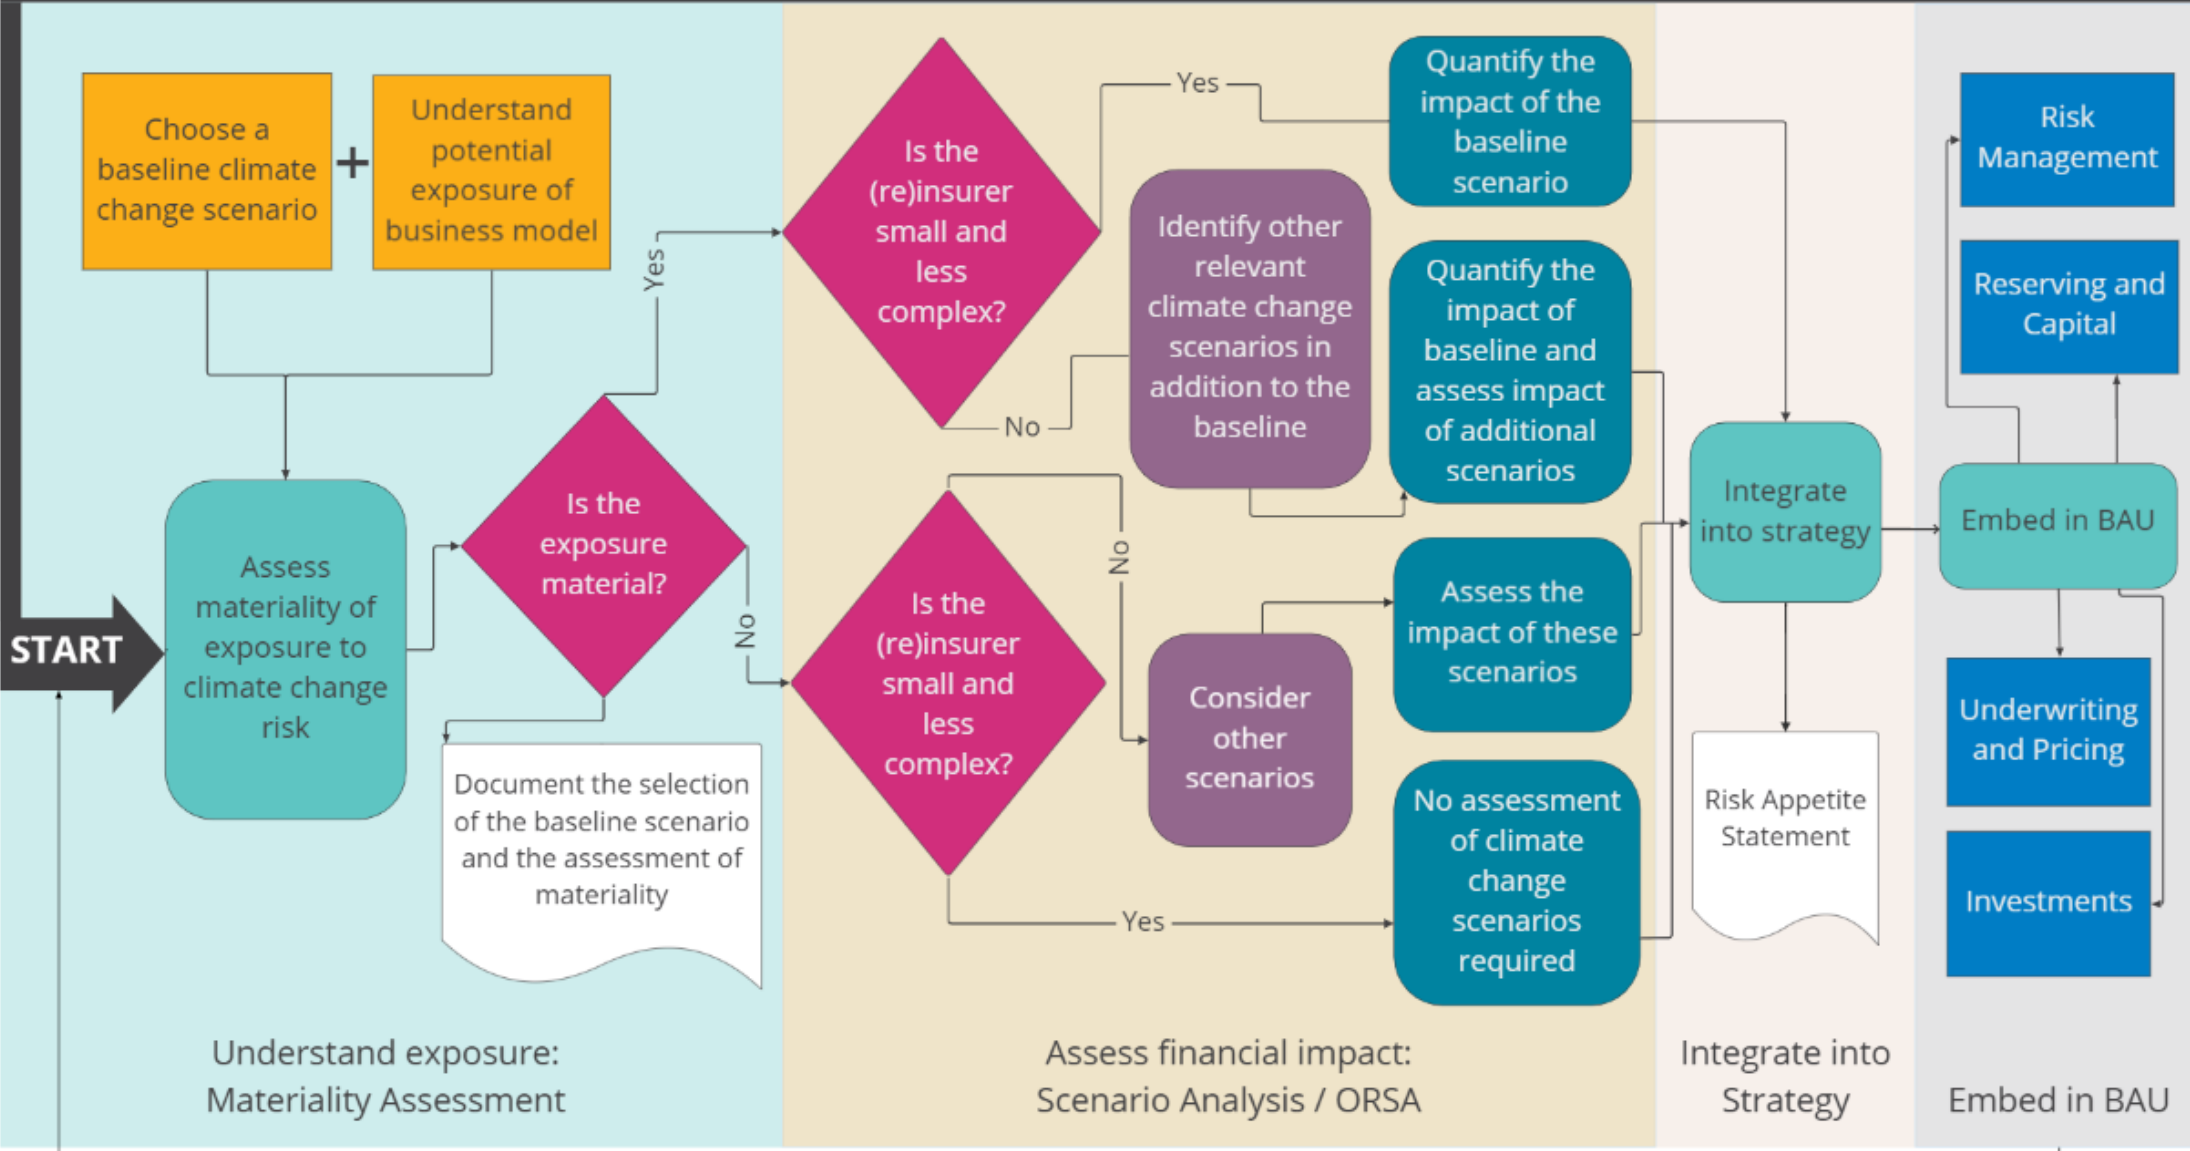 Choose a
baseline climate
change scenario
+
Understand
potential
exposure of
business model
START
Assess
materiality of
exposure to
climate change
risk
Is the
exposure
material?
Yes
No
Document the selection
of the baseline scenario
and the assessment of
materiality
Understand exposure:
Materiality Assessment
Is the
(re)insurer
small and
less
complex?
Yes
No
Identify other
relevant
climate change
scenarios in
addition to the
baseline
Quantify the
impact of the
baseline
scenario
Quantify the
impact of
baseline and
assess impact
of additional
scenarios
Is the
(re)insurer
small and
less
complex?
No
Yes
Consider
other
scenarios
Assess the
impact of these
scenarios
No assessment
of climate
change
scenarios
required
Assess financial impact:
Scenario Analysis / ORSA
Integrate
into strategy
Risk Appetite
Statement
Integrate into
Strategy
Risk
Management
Reserving and
Capital
Embed in BAU
Underwriting
and Pricing
Investments
Embed in BAU